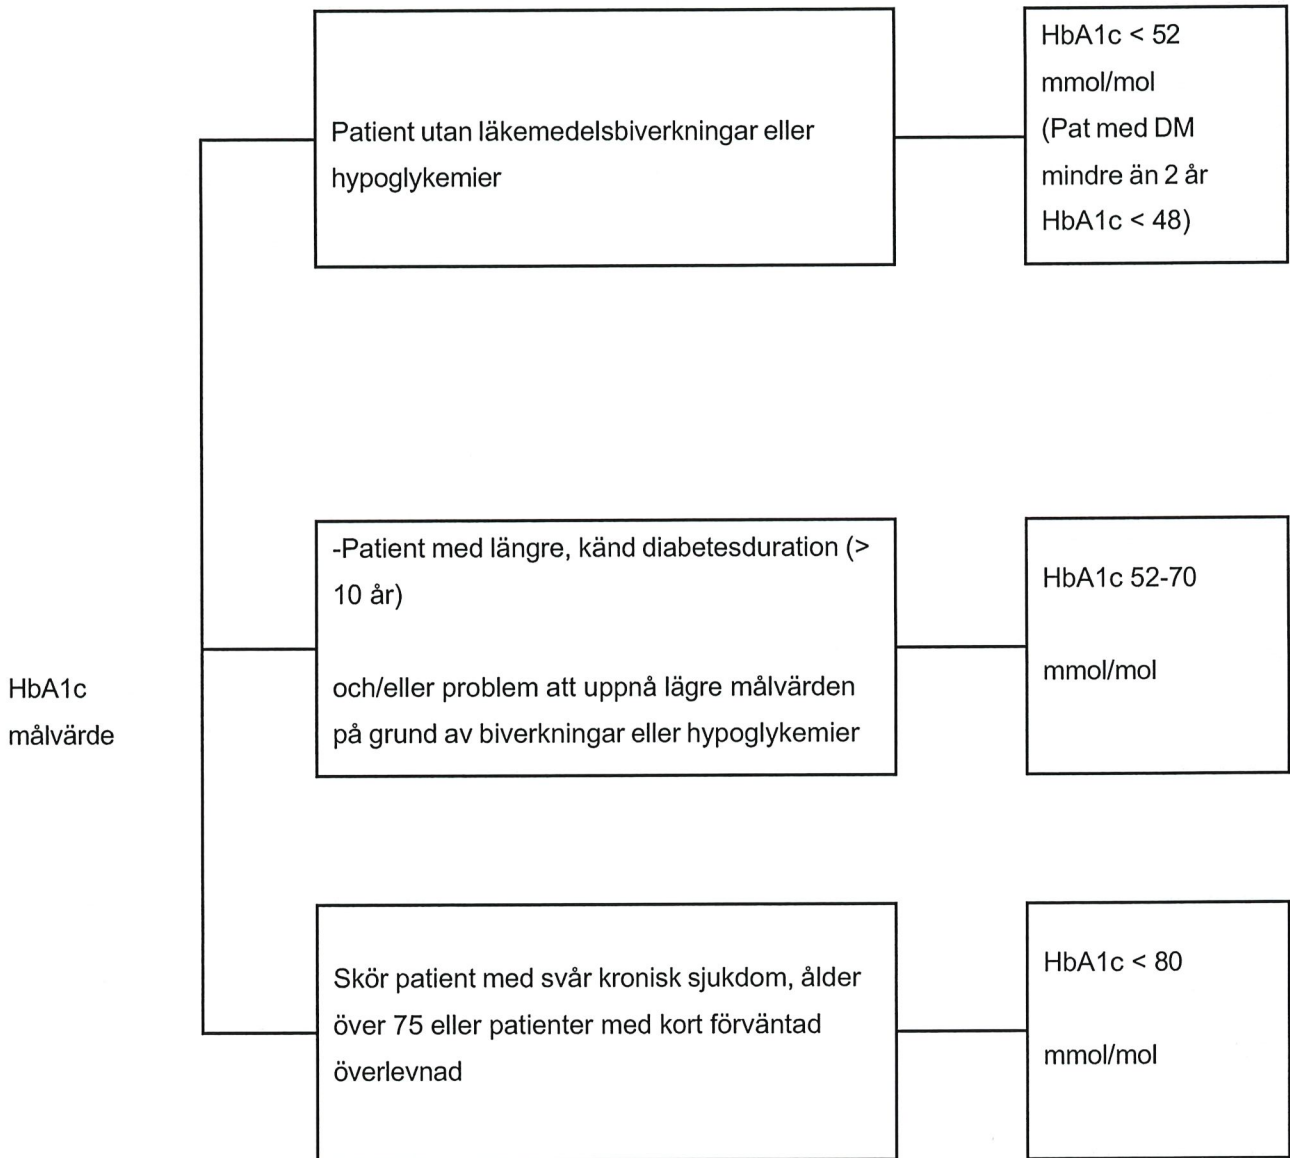 HbA1c
målvärde
Patient utan läkemedelsbiverkningar eller
hypoglykemier
HbA1c < 52
mmol/mol
(Pat med DM
mindre än 2 år
HbA1c < 48)
-Patient med längre, känd diabetesduration (>
10 år)
och/eller problem att uppnå lägre målvärden
på grund av biverkningar eller hypoglykemier
HbA1c 52-70
mmol/mol
Skör patient med svår kronisk sjukdom, ålder
över 75 eller patienter med kort förväntad
överlevnad
HbA1c < 80
mmol/mol